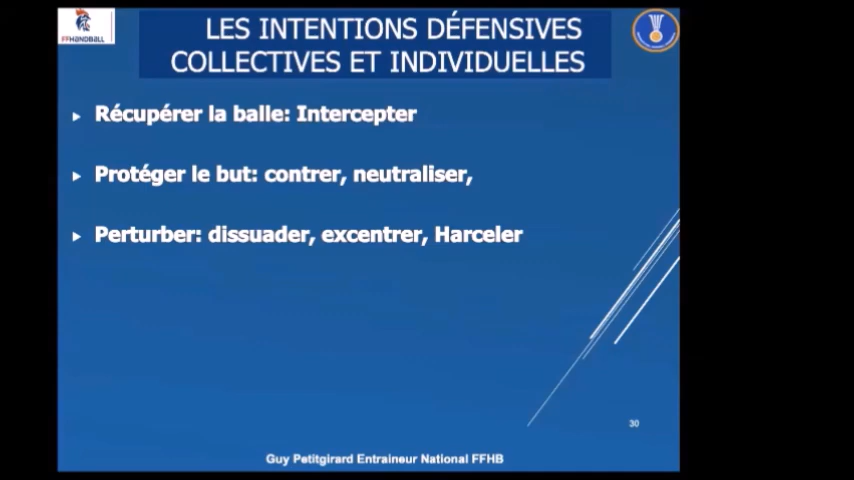 FFHANDBALL
LES INTENTIONS DÉFENSIVES
COLLECTIVES ET INDIVIDUELLES
Récupérer la balle: Intercepter
Protéger le but: contrer, neutraliser,
Perturber: dissuader, excentrer, Harceler
30
Guy Petitgirard Entraineur National FFHB